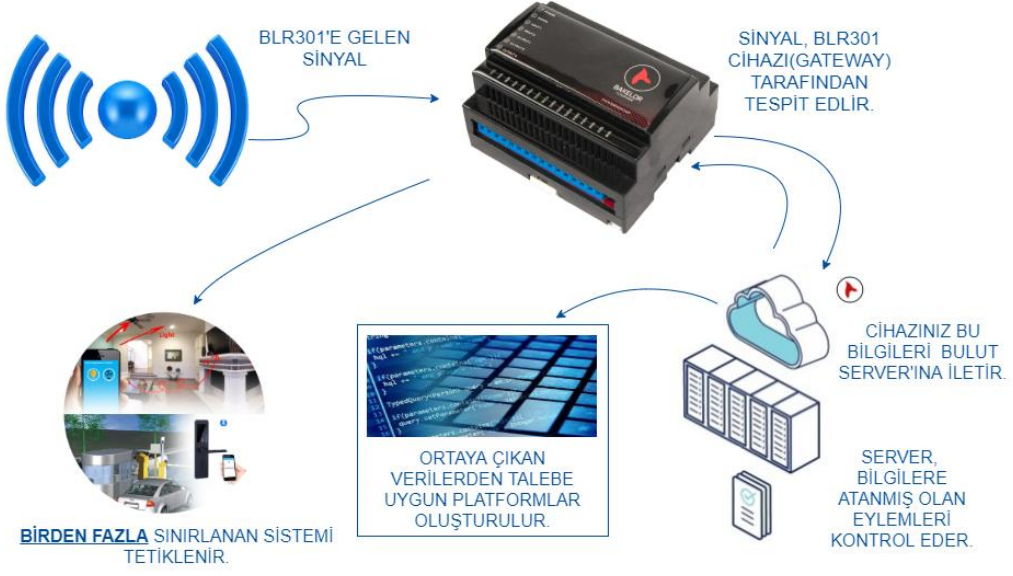 BLR301'E GELEN
SİNYAL
SİNYAL, BLR301
CİHAZI(GATEWAY)
TARAFINDAN
TESPİT EDLİR.
BAKELOR
CİHAZINIZ BU
BİLGİLERİ BULUT
SERVER'INA İLETİR.
SERVER,
BİLGİLERE
ATANMIŞ OLAN
EYLEMLERİ
KONTROL EDER.
ORTAYA ÇIKAN
VERİLERDEN TALEBE
UYGUN PLATFORMLAR
OLUŞTURULUR.
Light
BİRDEN FAZLA SINIRLANAN SİSTEMİ
TETİKLENİR.